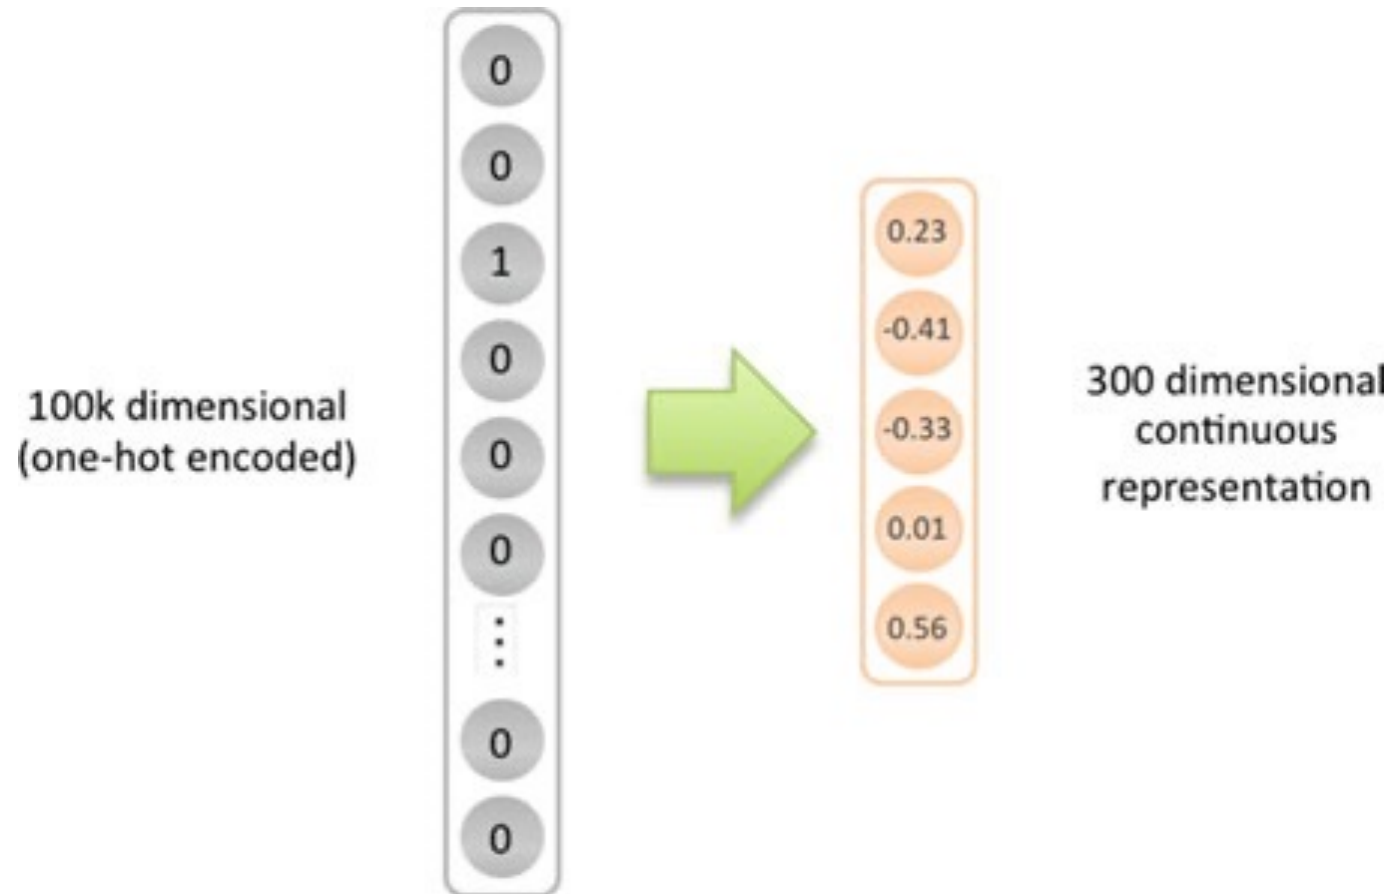 100k dimensional
(one-hot encoded)
0
0
1
0
0
0
...
0
0
0.23
-0.41
-0.33
0.01
0.56
300 dimensional
continuous
representation